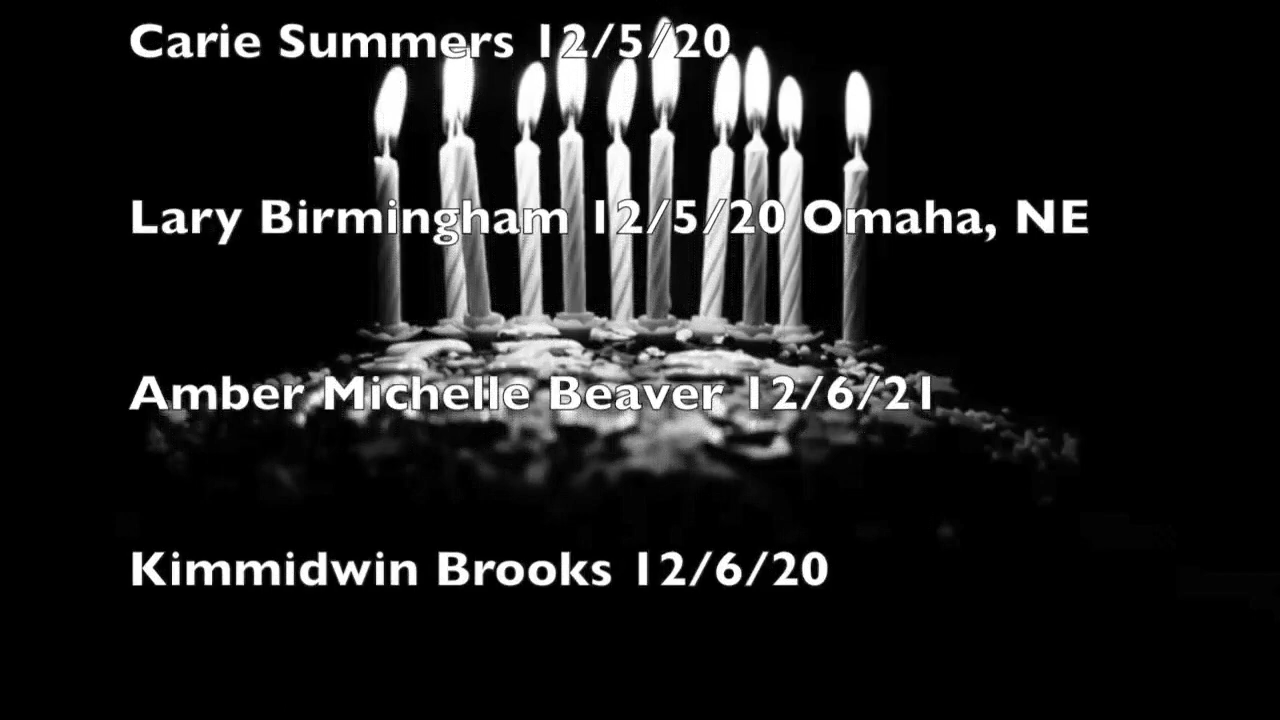 Carie Summers 12/5/20
Lary Birmingham 12/5/20 Omaha, NE
Amber Michelle Beaver 12/6/21
Kimmidwin Brooks 12/6/20